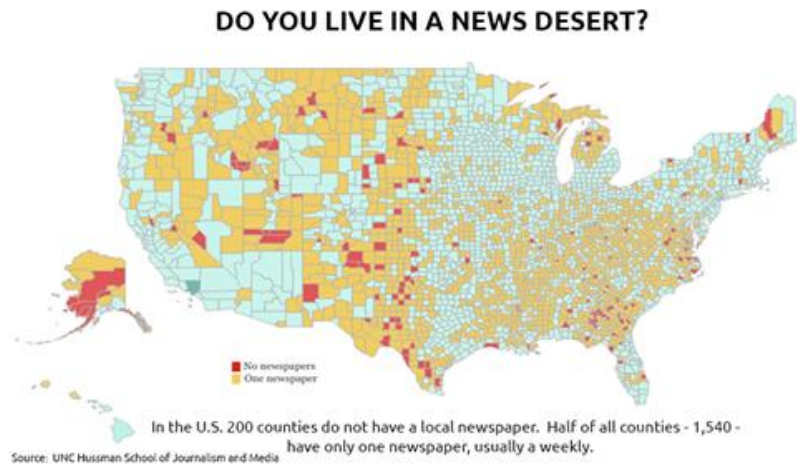 DO YOU LIVE IN A NEWS DESERT?
No newspapers
One newspaper
In the U.S. 200 counties do not have a local newspaper. Half of all counties - 1,540 -
have only one newspaper, usually a weekly.
Source: UNC Hussman School of Journalism and Media